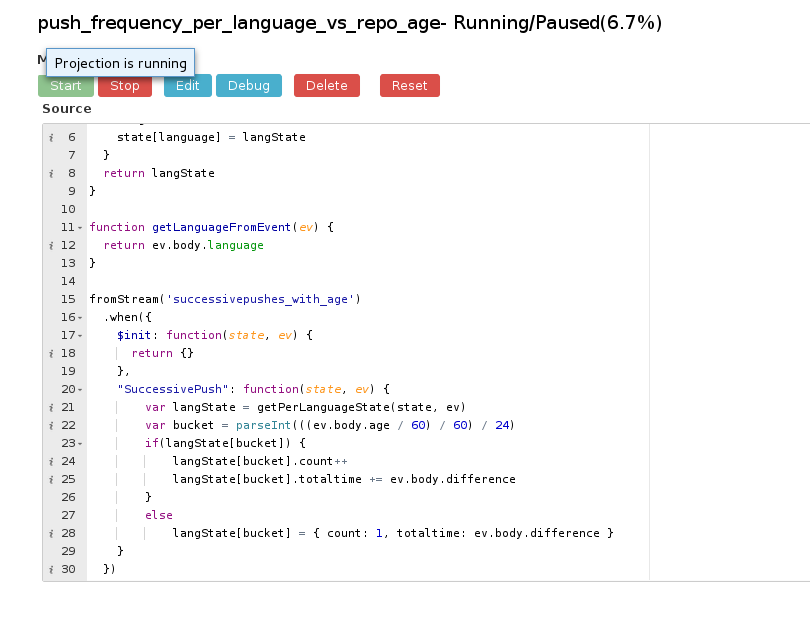 push_frequency_per_language_vs_repo_age- Running/Paused(6.7%)
Projection is running
Start Stop Edit Debug Delete Reset
Source
i 6     state[language] = langState
7   }
i 8   return langState
9 }
10
11 function getLanguageFromEvent(ev) {
i 12   return ev.body.language
13 }
14
15 fromStream('successivepushes_with_age')
16   .when({
17     $init: function(state, ev) {
i 18       return {}
19     },
20     "SuccessivePush": function(state, ev) {
i 21         var langState = getPerLanguageState(state, ev)
i 22         var bucket = parseInt(((ev.body.age / 60) / 60) / 24)
23         if(langState[bucket]) {
i 24             langState[bucket].count++
i 25             langState[bucket].totaltime += ev.body.difference
26         }
27         else
i 28             langState[bucket] = { count: 1, totaltime: ev.body.difference }
29     }
i 30   })